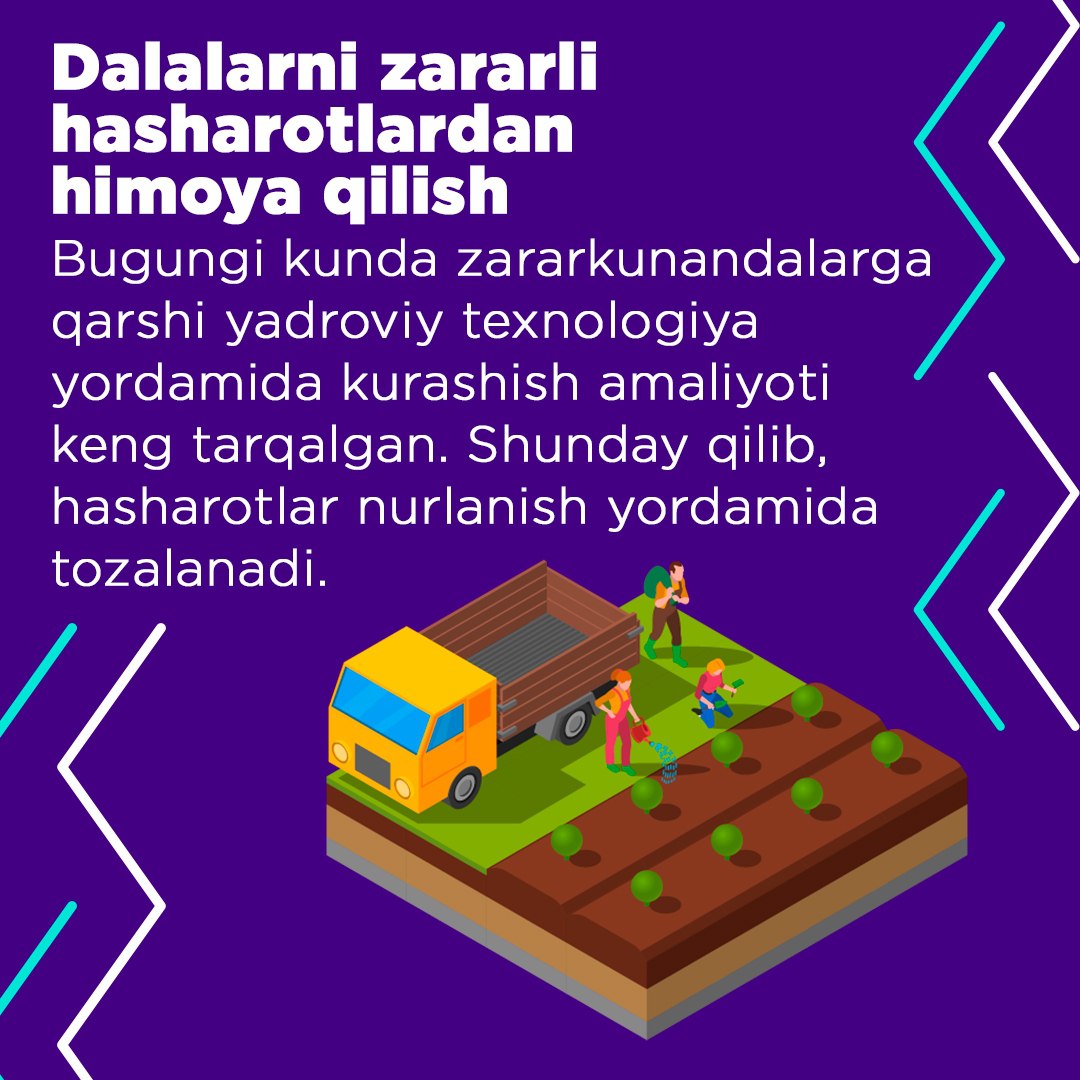 Dalalarni zararli
hasharotlardan
himoya qilish
Bugungi kunda zararkunandalarga
qarshi yadroviy texnologiya
yordamida kurashish amaliyoti
keng tarqalgan. Shunday qilib,
hasharotlar nurlanish yordamida
tozalanadi.